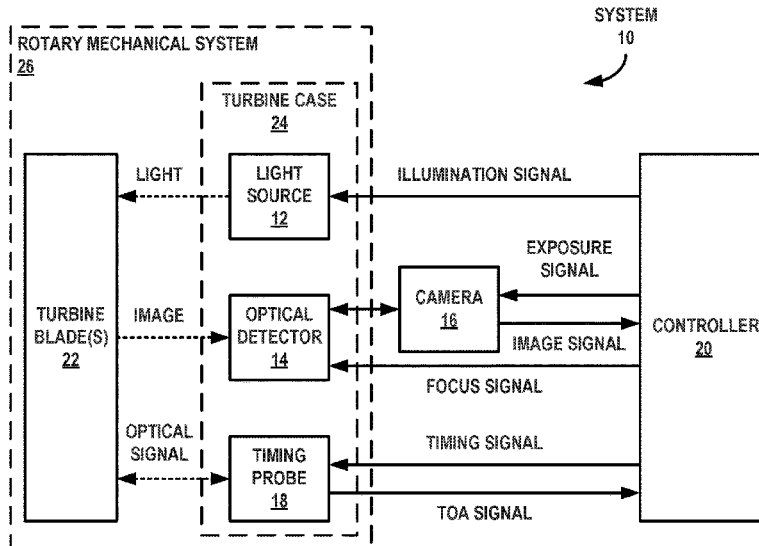 SYSTEM
10
ROTARY MECHANICAL SYSTEM
26
TURBINE CASE
24
LIGHT
LIGHT
SOURCE
12
ILLUMINATION SIGNAL
EXPOSURE
SIGNAL
TURBINE
BLADE(S)
22
IMAGE
OPTICAL
DETECTOR
14
CAMERA
16
IMAGE SIGNAL
CONTROLLER
20
FOCUS SIGNAL
OPTICAL
SIGNAL
TIMING
PROBE
18
TIMING SIGNAL
TOA SIGNAL